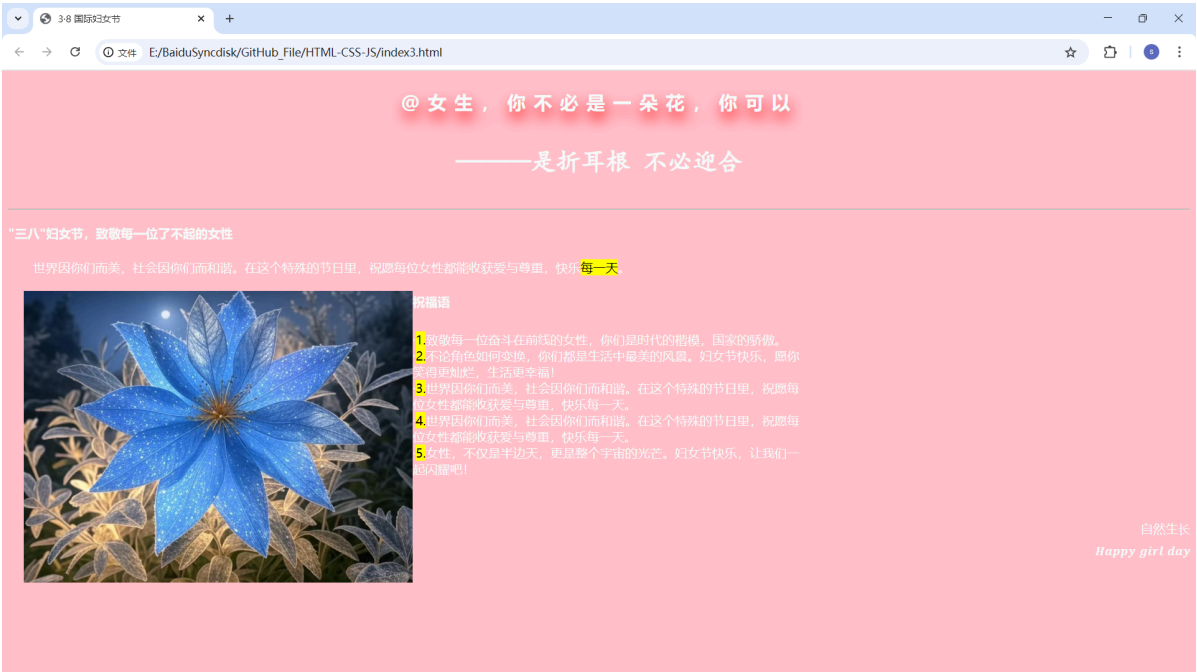 3·8 国际妇女节
文件
E:/BaiduSyncdisk/GitHub_File/HTML-CSS-JS/index3.html
S
@女生，你不必是一朵花，你可以
———是折耳根 不必迎合
"三八"妇女节，致敬每一位了不起的女性
世界因你们而美，社会因你们而和谐。在这个特殊的节日里，祝愿每位女性都能收获爱与尊重，快乐每一天。
祝福语
1.致敬每一位奋斗在前线的女性，你们是时代的楷模，国家的骄傲。
2.不论角色如何变换，你们都是生活中最美的风景。妇女节快乐，愿你
笑得更灿烂，生活更幸福！
3.世界因你们而美，社会因你们而和谐。在这个特殊的节日里，祝愿每
位女性都能收获爱与尊重，快乐每一天。
4.世界因你们而美，社会因你们而和谐。在这个特殊的节日里，祝愿每
位女性都能收获爱与尊重，快乐每一天。
5.女性，不仅是半边天，更是整个宇宙的光芒。妇女节快乐，让我们一
起闪耀吧！
自然生长
Happy girl day